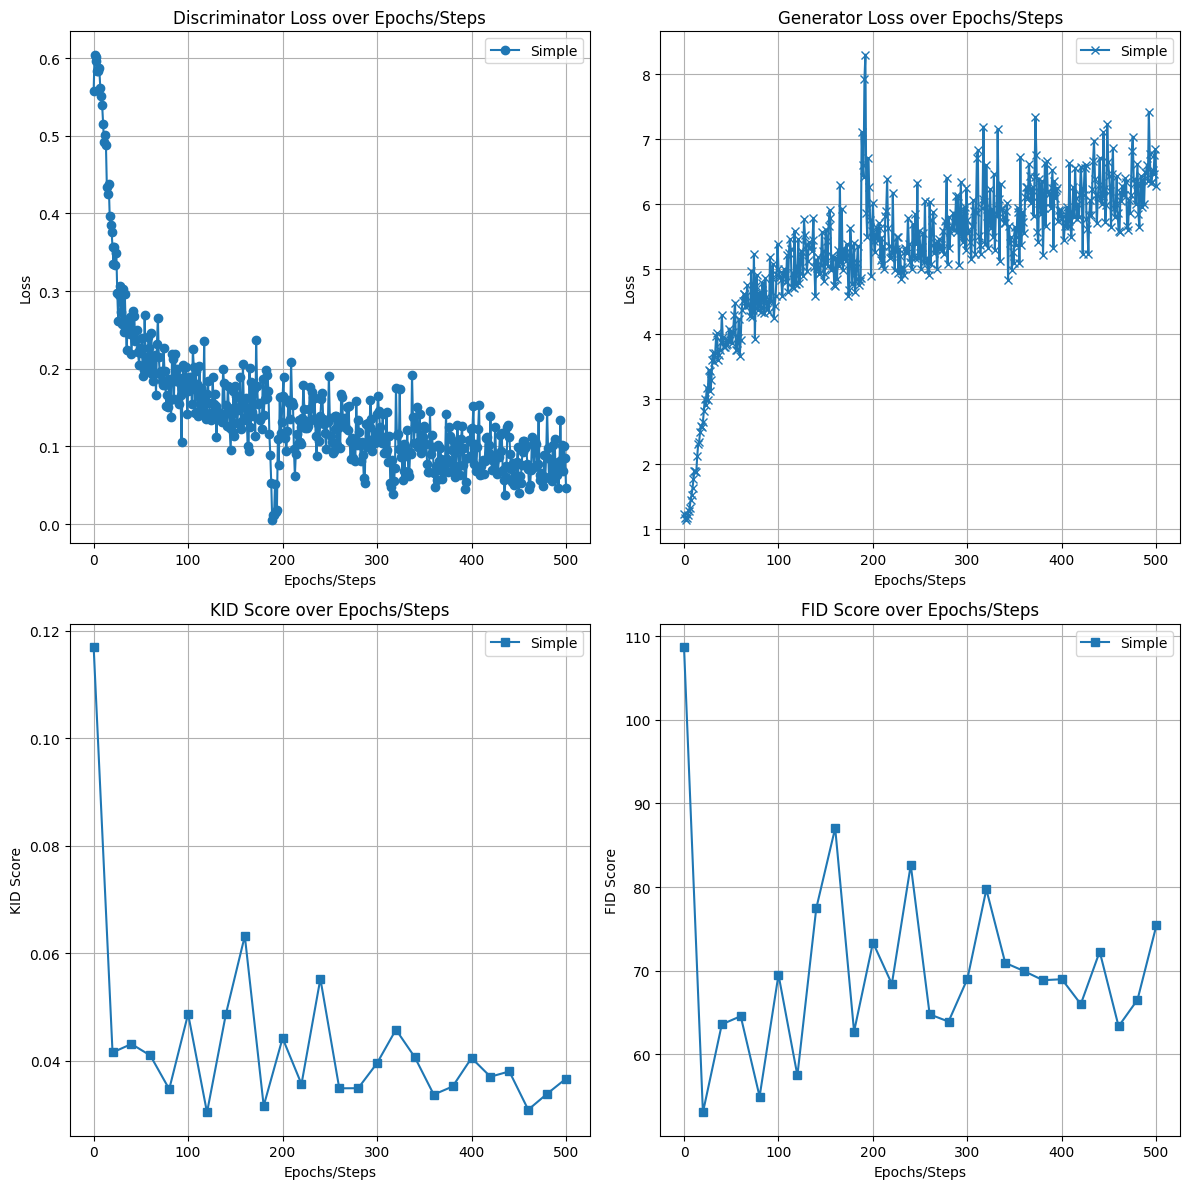 Discriminator Loss over Epochs/Steps
Simple
Loss
0.6
0.5
0.4
0.3
0.2
0.1
0.0
0 100 200 300 400 500
Epochs/Steps
Generator Loss over Epochs/Steps
Simple
Loss
8
7
6
5
4
3
2
1
0 100 200 300 400 500
Epochs/Steps
KID Score over Epochs/Steps
Simple
KID Score
0.12
0.10
0.08
0.06
0.04
0 100 200 300 400 500
Epochs/Steps
FID Score over Epochs/Steps
Simple
FID Score
110
100
90
80
70
60
0 100 200 300 400 500
Epochs/Steps